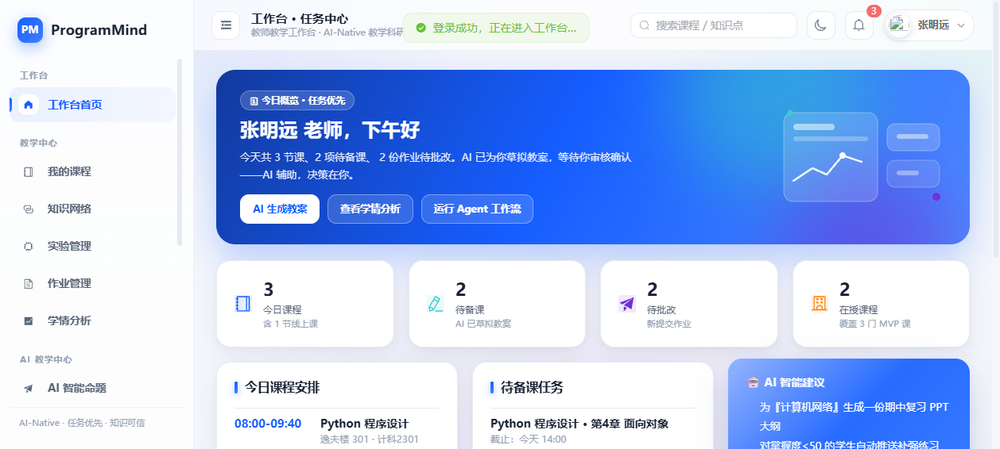 PM ProgramMind
工作台
工作台首页
教学中心
我的课程
知识网络
实验管理
作业管理
学情分析
AI 教学中心
AI 智能命题
AI-Native · 任务优先 · 知识可信
工作台 • 任务中心
教师教学工作台 · AI-Native 教学科研
登录成功，正在进入工作台...
搜索课程 / 知识点
3
张明远
今日概览 • 任务优先
张明远 老师，下午好
今天共 3 节课、2 项待备课、 2 份作业待批改。AI 已为你草拟教案，等待你审核确认
——AI 辅助，决策在你。
AI 生成教案
查看学情分析
运行 Agent 工作流
3
今日课程
含 1 节线上课
2
待备课
AI 已草拟教案
2
待批改
新提交作业
2
在授课程
覆盖 3 门 MVP 课
今日课程安排
08:00-09:40
Python 程序设计
逸夫楼 301 · 计科2301
待备课任务
Python 程序设计 • 第4章 面向对象
截止：今天 14:00
AI 智能建议
为『计算机网络』生成一份期中复习 PPT
大纲
对掌握度<50 的学生自动推送补强练习